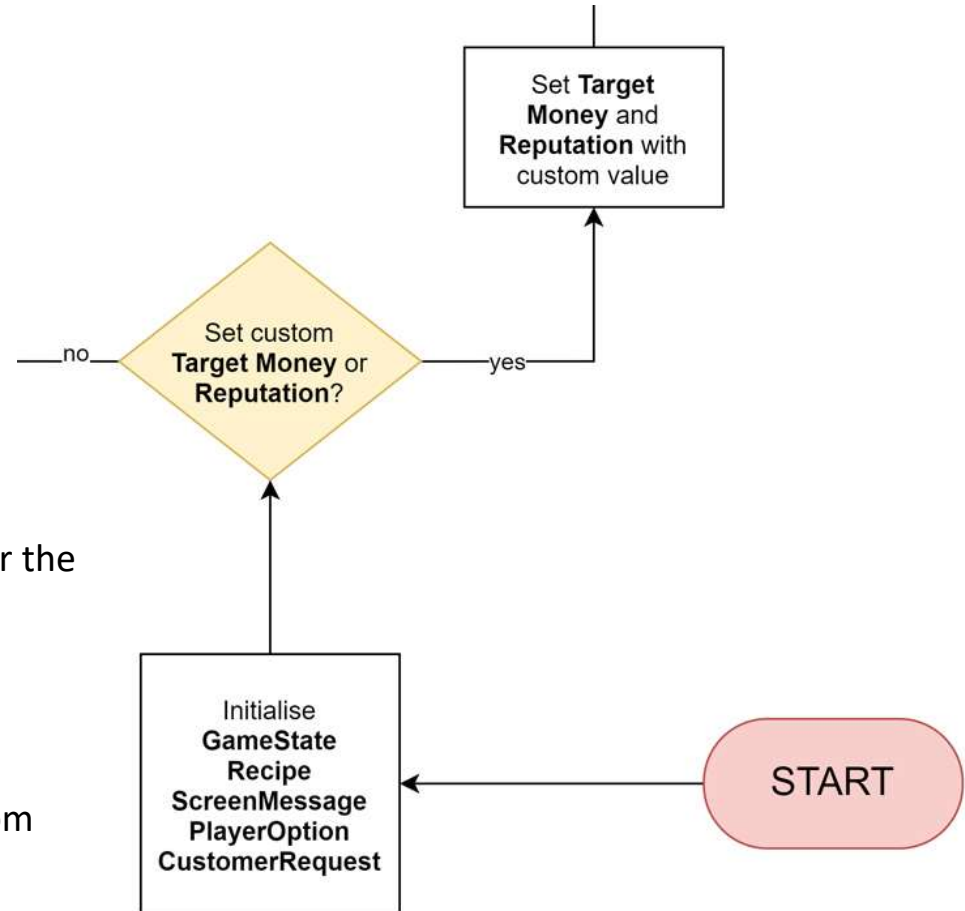 Set Target
Money and
Reputation with
custom value
Set custom
Target Money or
Reputation?
no
yes
r the
Initialise
GameState
Recipe
ScreenMessage
PlayerOption
CustomerRequest
START
m